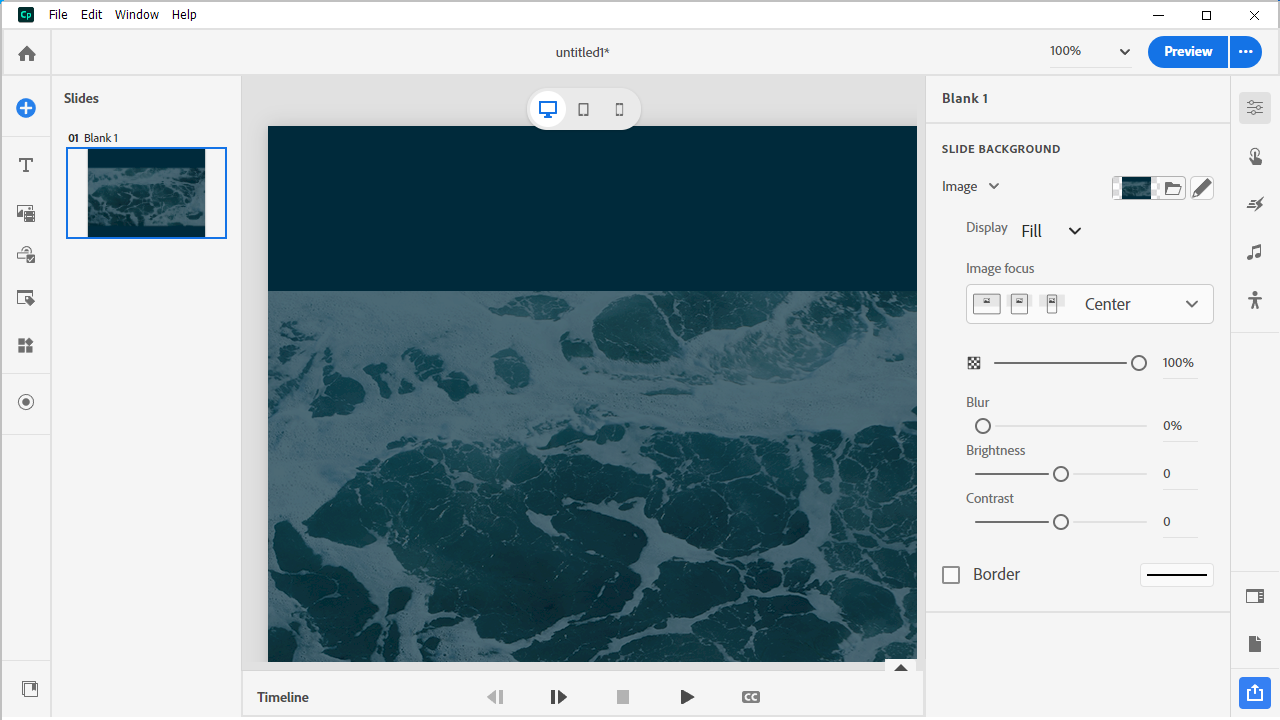 Cp File Edit Window Help
untitled1*
100%
Preview
Slides
01 Blank 1
Blank 1
SLIDE BACKGROUND
Image
Display Fill
Image focus
Center
100%
Blur
0%
Brightness
0
Contrast
0
Border
Timeline
CC